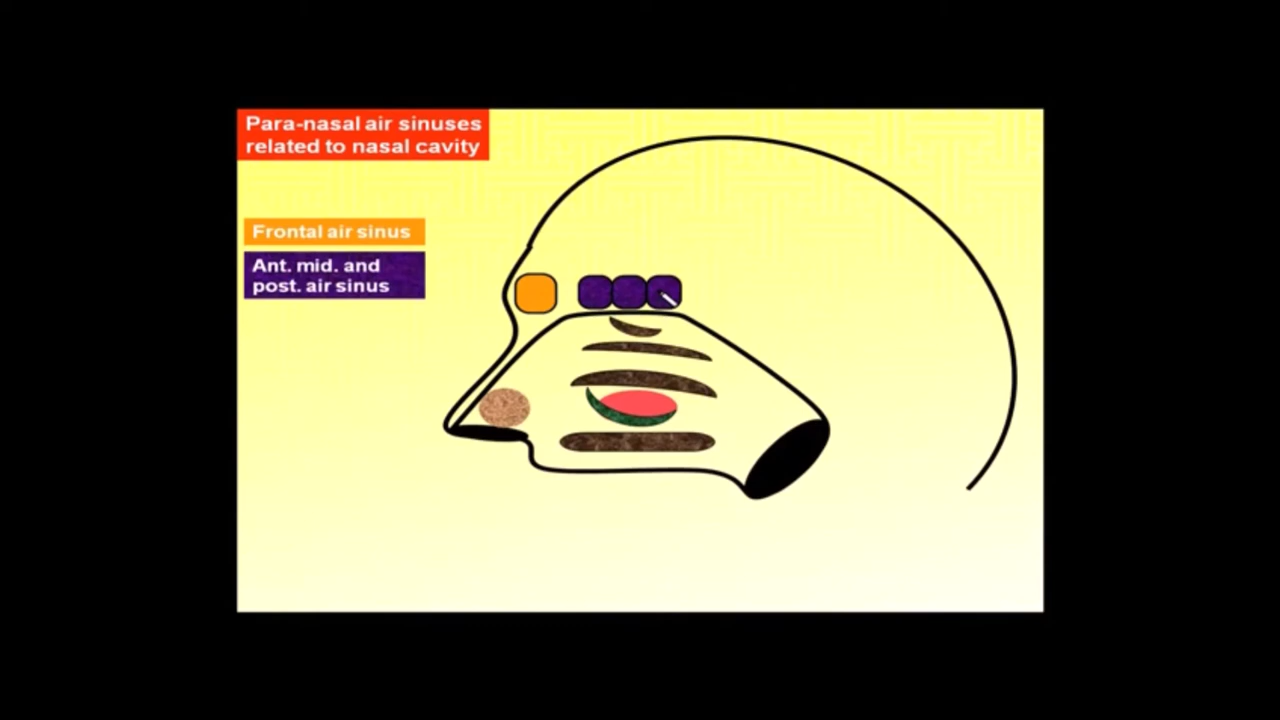 Para-nasal air sinuses
related to nasal cavity
Frontal air sinus
Ant. mid. and
post. air sinus